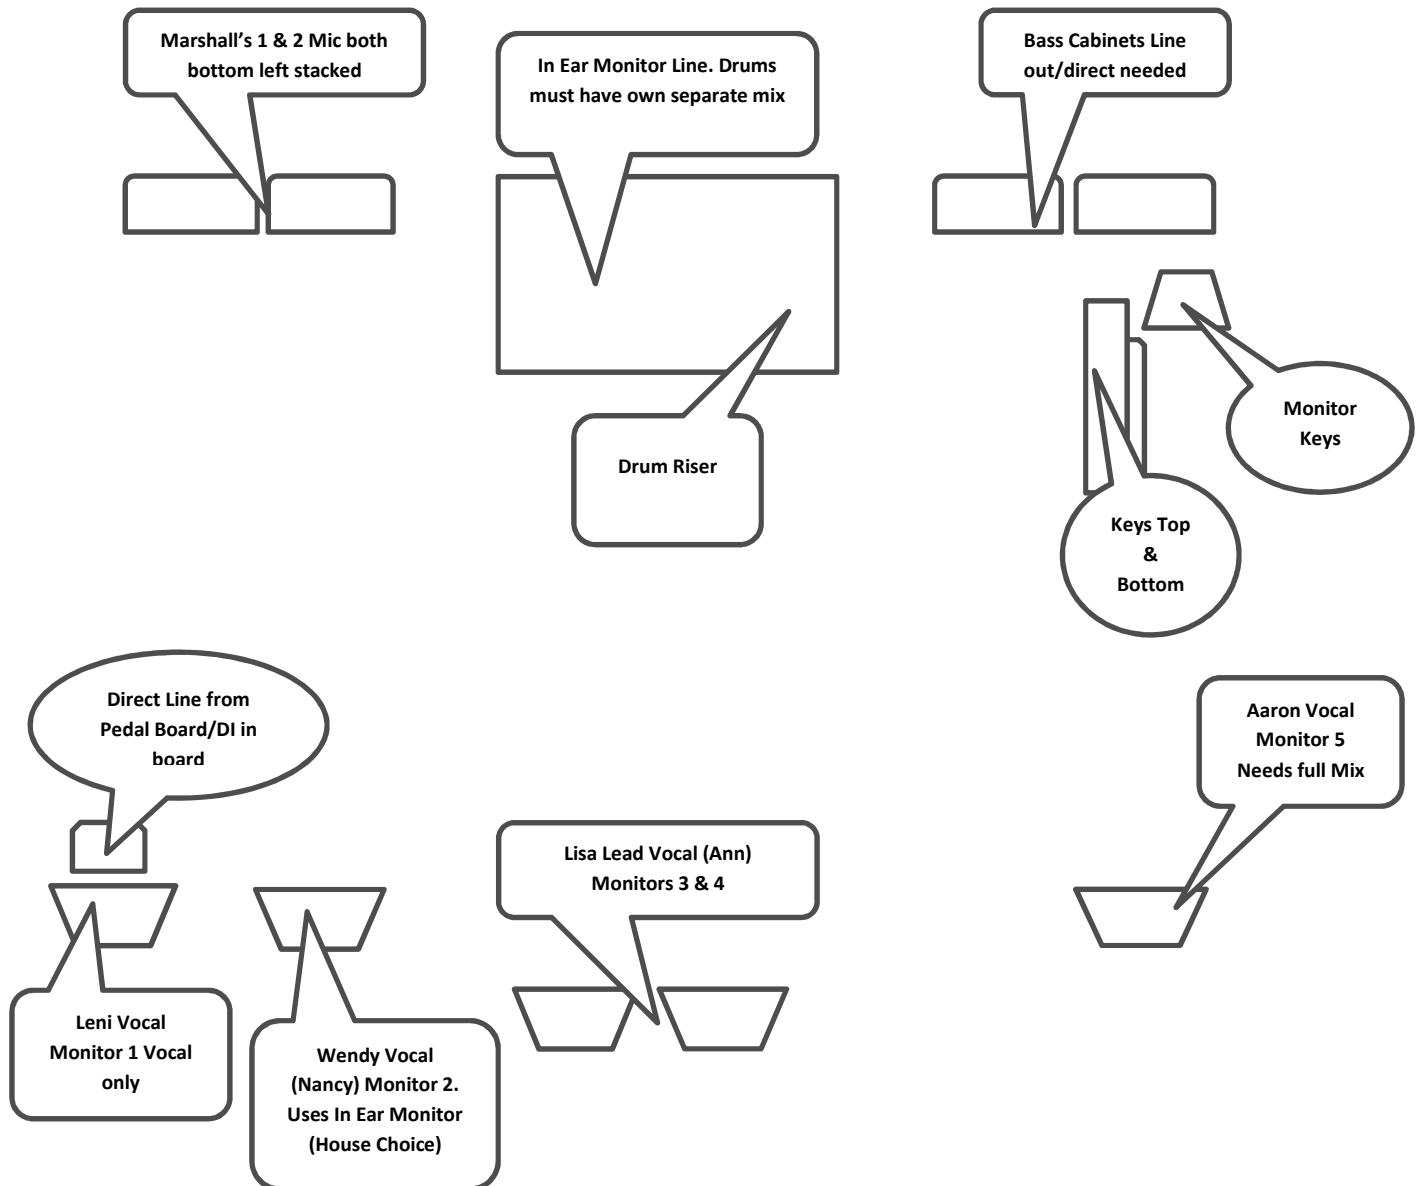 Marshall’s 1 & 2 Mic both
bottom left stacked
In Ear Monitor Line. Drums
must have own separate mix
Bass Cabinets Line
out/direct needed
Monitor
Keys
Drum Riser
Keys Top
&
Bottom
Direct Line from
Pedal Board/DI in
board
Aaron Vocal
Monitor 5
Needs full Mix
Lisa Lead Vocal (Ann)
Monitors 3 & 4
Leni Vocal
Monitor 1 Vocal
only
Wendy Vocal
(Nancy) Monitor 2.
Uses In Ear Monitor
(House Choice)